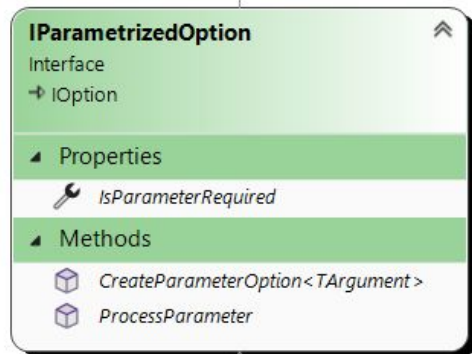 IParametrizedOption
Interface
IOption
Properties
IsParameterRequired
Methods
CreateParameterOption<TArgument>
ProcessParameter